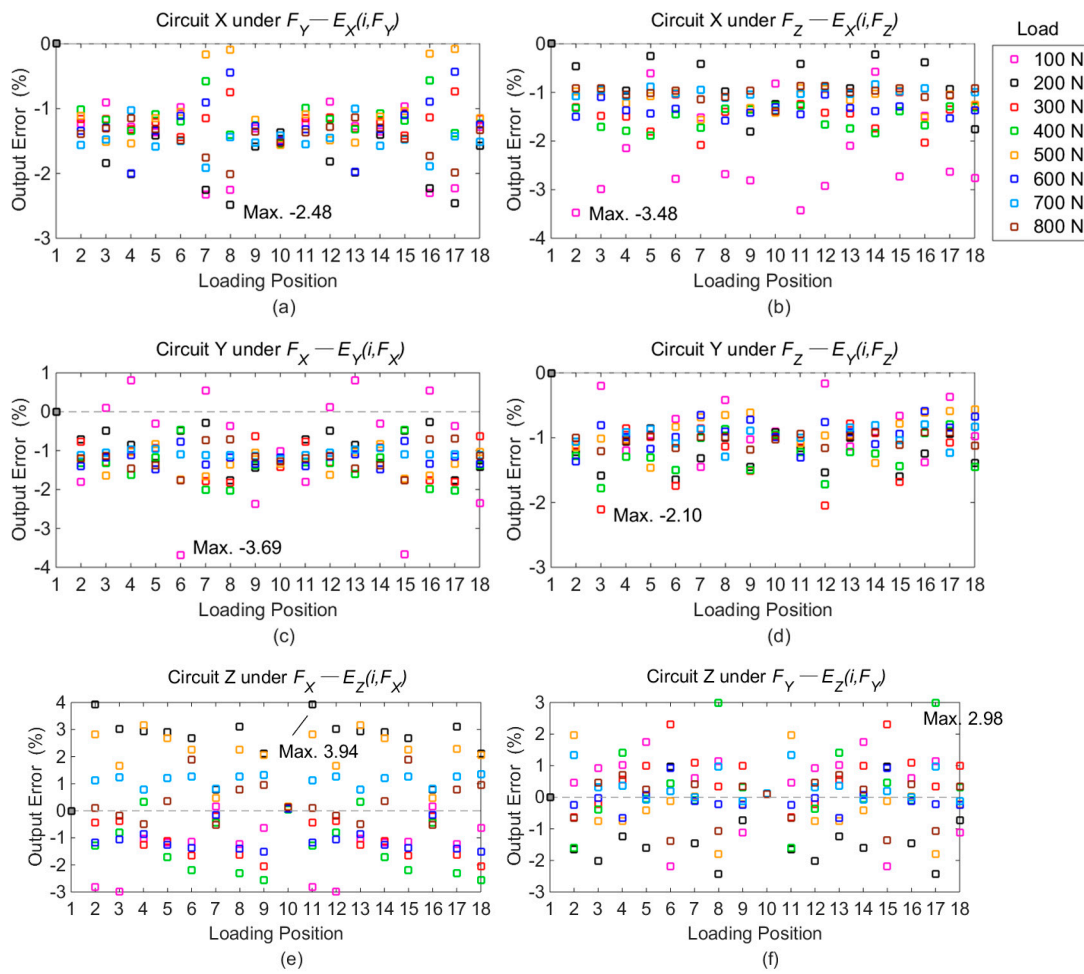 Circuit X under F_Y — E_X(i,F_Y)
Output Error (%)
0
-1
-2
-3
Max. -2.48
1 2 3 4 5 6 7 8 9 10 11 12 13 14 15 16 17 18
Loading Position
(a)
Circuit X under F_Z — E_X(i,F_Z)
Output Error (%)
0
-1
-2
-3
-4
Max. -3.48
1 2 3 4 5 6 7 8 9 10 11 12 13 14 15 16 17 18
Loading Position
(b)
Load
100 N
200 N
300 N
400 N
500 N
600 N
700 N
800 N
Circuit Y under F_X — E_Y(i,F_X)
Output Error (%)
1
0
-1
-2
-3
-4
Max. -3.69
1 2 3 4 5 6 7 8 9 10 11 12 13 14 15 16 17 18
Loading Position
(c)
Circuit Y under F_Z — E_Y(i,F_Z)
Output Error (%)
0
-1
-2
-3
Max. -2.10
1 2 3 4 5 6 7 8 9 10 11 12 13 14 15 16 17 18
Loading Position
(d)
Circuit Z under F_X — E_Z(i,F_X)
Output Error (%)
4
3
2
1
0
-1
-2
-3
Max. 3.94
1 2 3 4 5 6 7 8 9 10 11 12 13 14 15 16 17 18
Loading Position
(e)
Circuit Z under F_Y — E_Z(i,F_Y)
Output Error (%)
3
2
1
0
-1
-2
-3
Max. 2.98
1 2 3 4 5 6 7 8 9 10 11 12 13 14 15 16 17 18
Loading Position
(f)